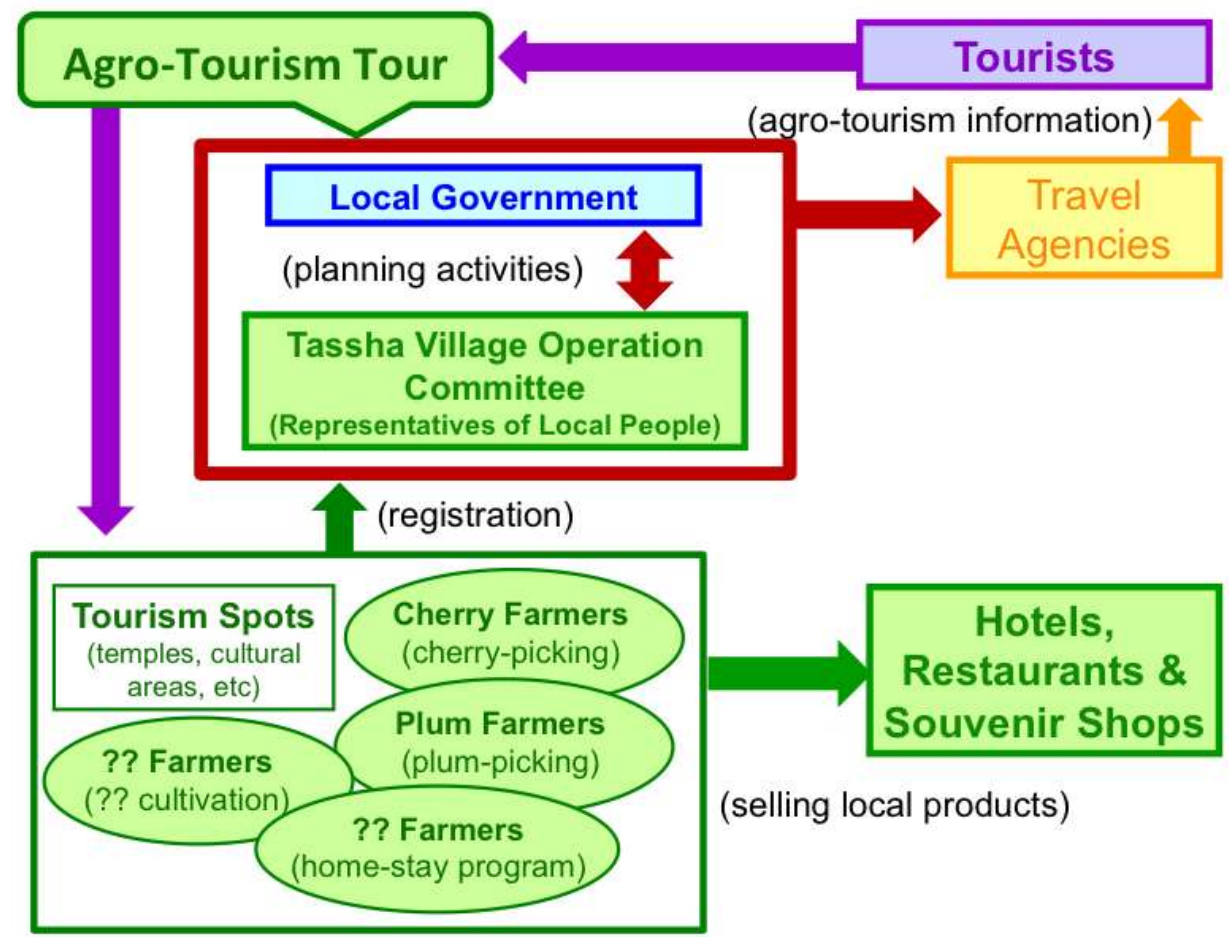 Agro-Tourism Tour
Tourists
(agro-tourism information)
Local Government
Travel
Agencies
(planning activities)
Tassha Village Operation
Committee
(Representatives of Local People)
(registration)
Tourism Spots
(temples, cultural
areas, etc)
Cherry Farmers
(cherry-picking)
Hotels,
Restaurants &
Souvenir Shops
Plum Farmers
(plum-picking)
?? Farmers
(?? cultivation)
?? Farmers
(home-stay program)
(selling local products)